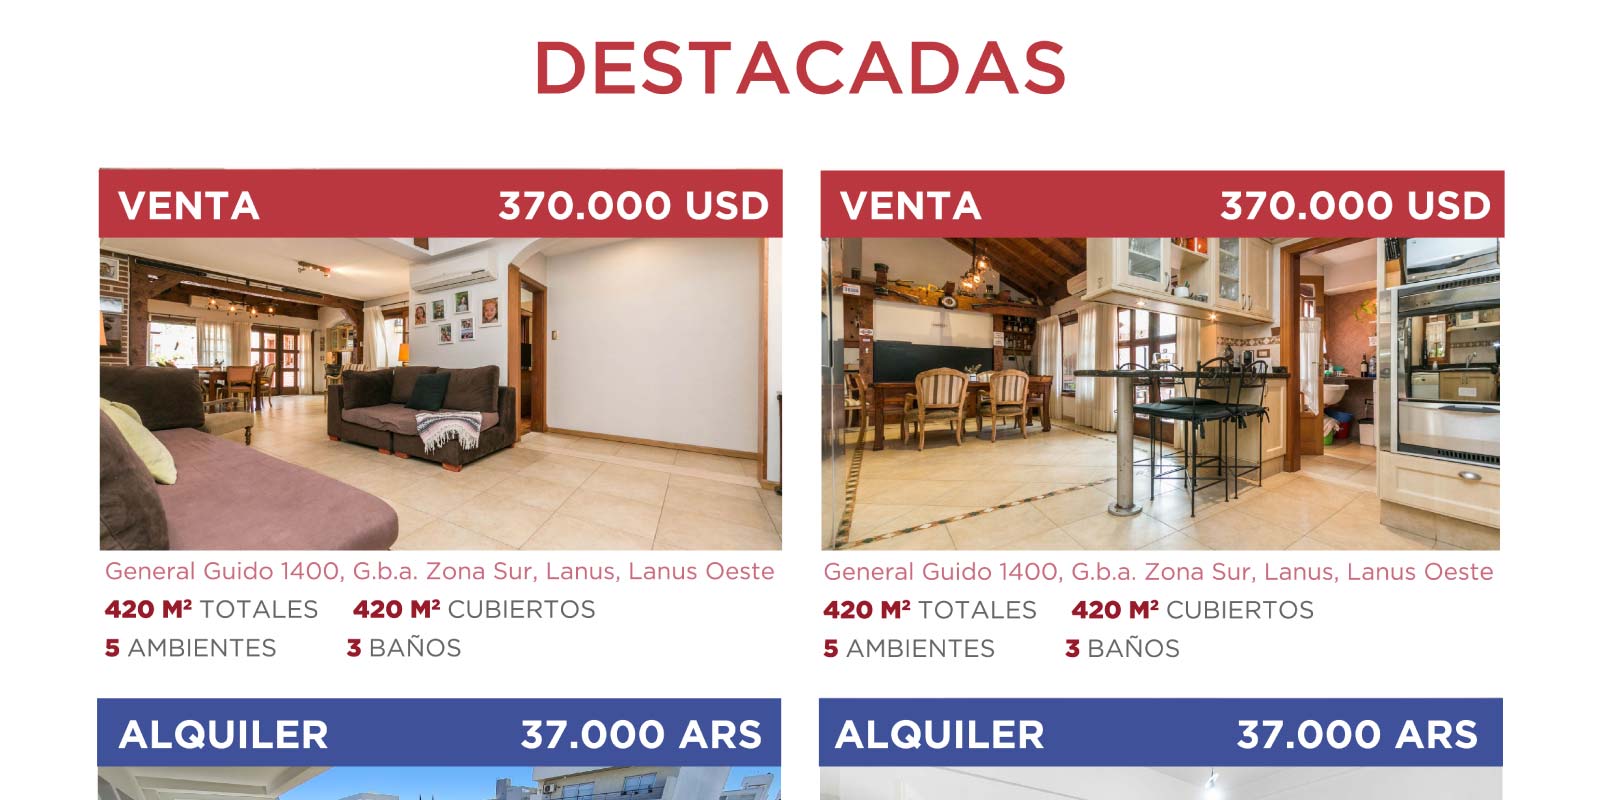 DESTACADAS
VENTA 370.000 USD
General Guido 1400, G.b.a. Zona Sur, Lanus, Lanus Oeste
420 M² TOTALES 420 M² CUBIERTOS
5 AMBIENTES 3 BAÑOS
VENTA 370.000 USD
General Guido 1400, G.b.a. Zona Sur, Lanus, Lanus Oeste
420 M² TOTALES 420 M² CUBIERTOS
5 AMBIENTES 3 BAÑOS
ALQUILER 37.000 ARS
ALQUILER 37.000 ARS